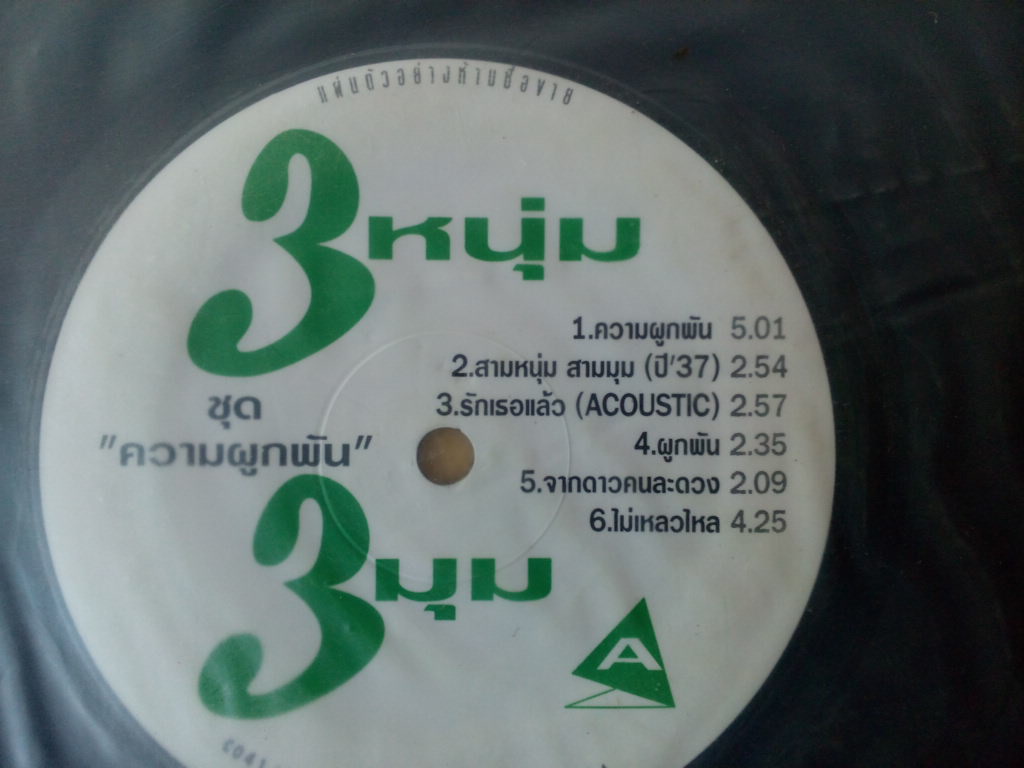 แผ่นตัวอย่างห้ามซื้อขาย
3หนุ่ม
1.ความผูกพัน 5.01
2.สามหนุ่ม สามมุม (ปี'37) 2.54
3.รักเธอแล้ว (ACOUSTIC) 2.57
4.ผูกพัน 2.35
5.จากดาวคนละดวง 2.09
6.ไม่เหลวไหล 4.25
ชุด
"ความผูกพัน"
3มุม
A